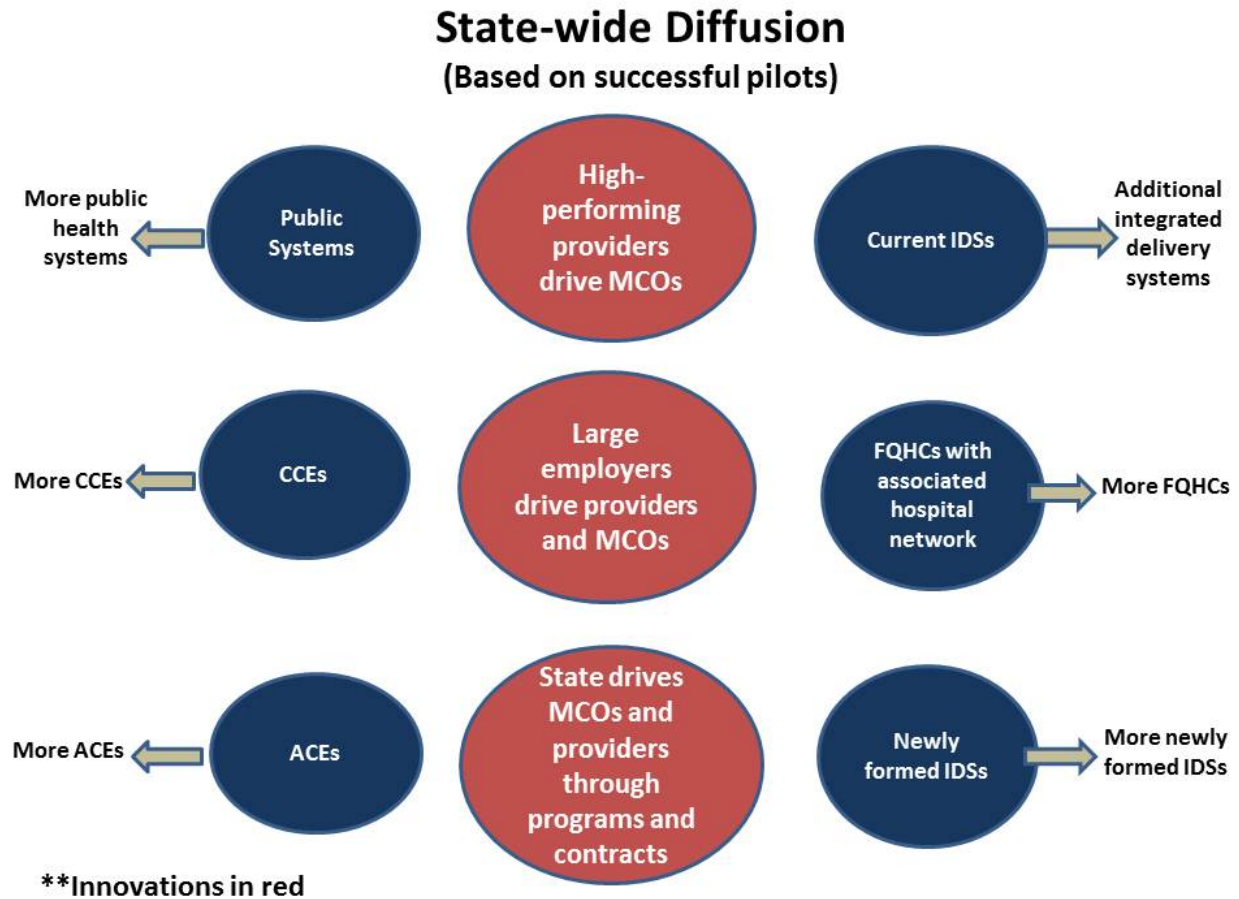 State-wide Diffusion
(Based on successful pilots)
More public
health
systems
Public
Systems
High-
performing
providers
drive MCOs
Current IDSs
Additional
integrated
delivery
systems
More CCEs
CCEs
Large
employers
drive providers
and MCOs
FQHCs with
associated
hospital
network
More FQHCs
More ACEs
ACEs
State drives
MCOs and
providers
through
programs and
contracts
Newly
formed IDSs
More newly
formed IDSs
**Innovations in red